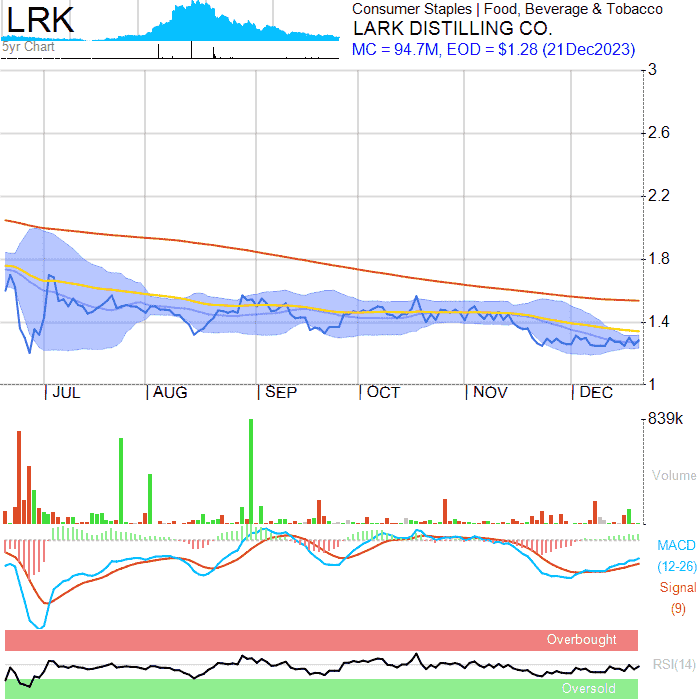 LRK
5yr Chart
Consumer Staples | Food, Beverage & Tobacco
LARK DISTILLING CO.
MC = 94.7M, EOD = $1.28 (21Dec2023)
3
2.6
2.2
1.8
1.4
1
JUL AUG SEP OCT NOV DEC
839k
Volume
MACD
(12-26)
Signal
(9)
Overbought
RSI(14)
Oversold